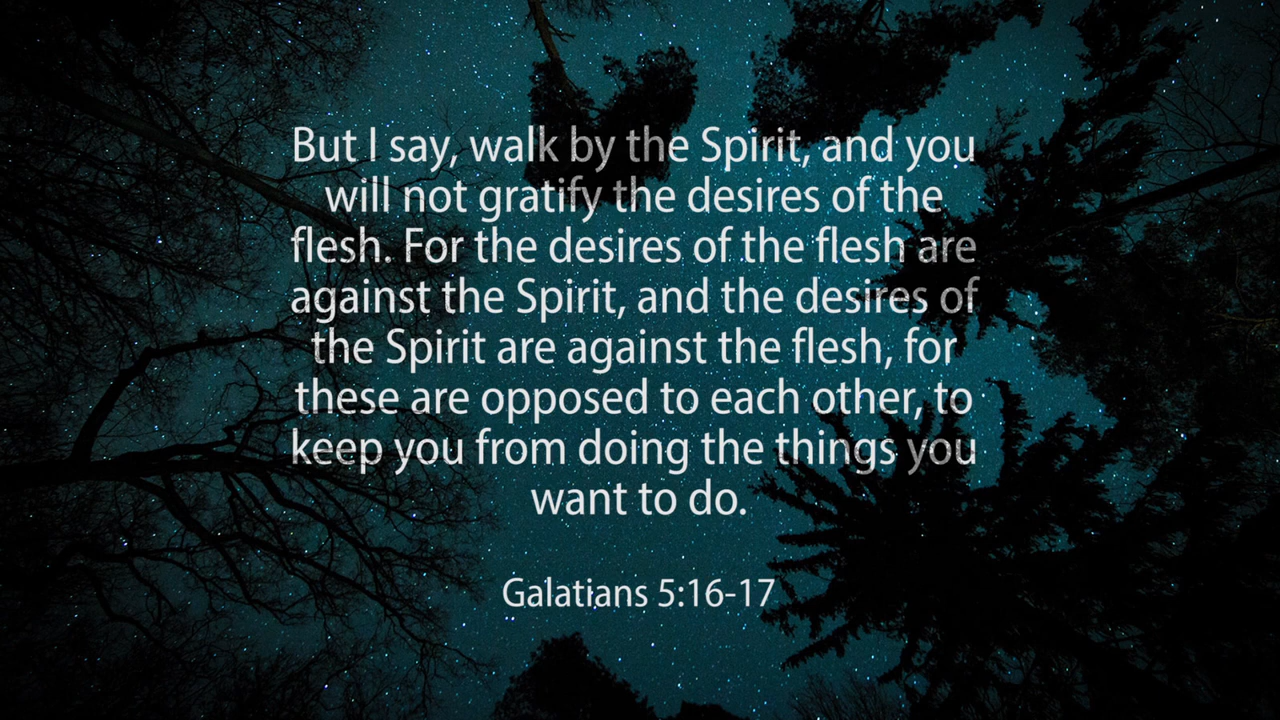 But I say, walk by the Spirit, and you
will not gratify the desires of the
flesh. For the desires of the flesh are
against the Spirit, and the desires of
the Spirit are against the flesh, for
these are opposed to each other, to
keep you from doing the things you
want to do.
Galatians 5:16-17